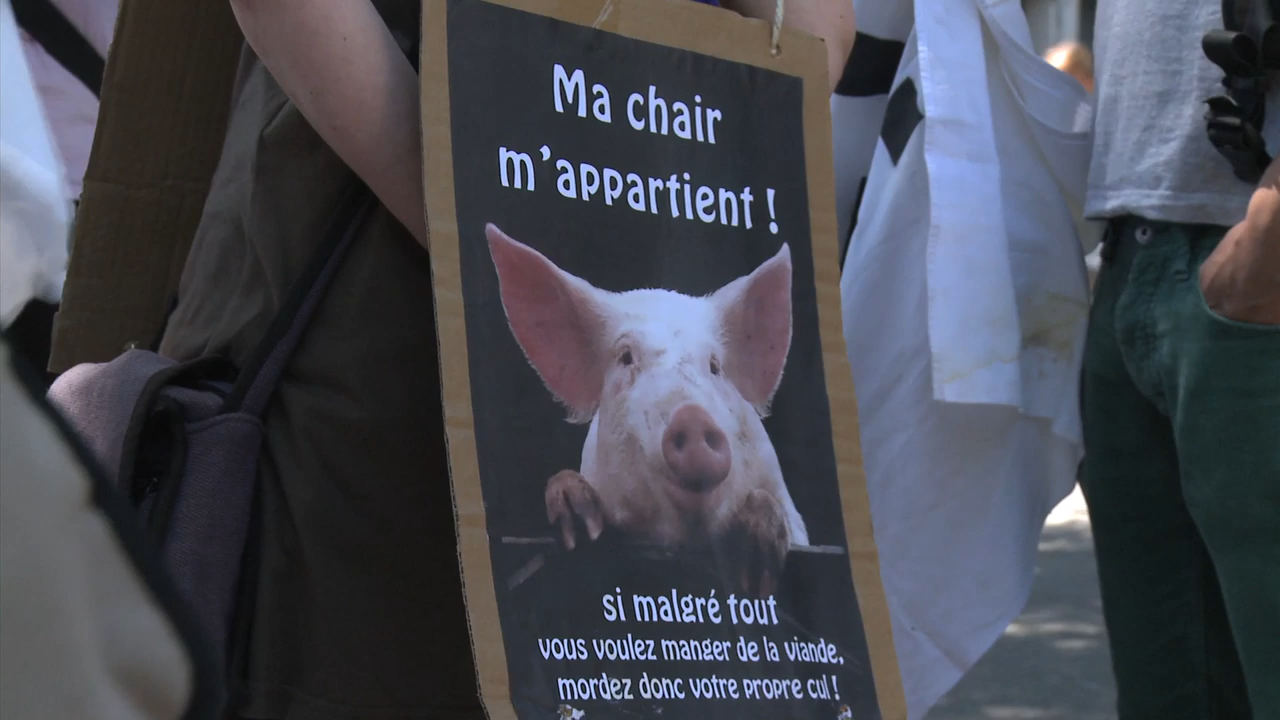 Ma chair
m'appartient !
si malgré tout
vous voulez manger de la viande,
mordez donc votre propre cul !